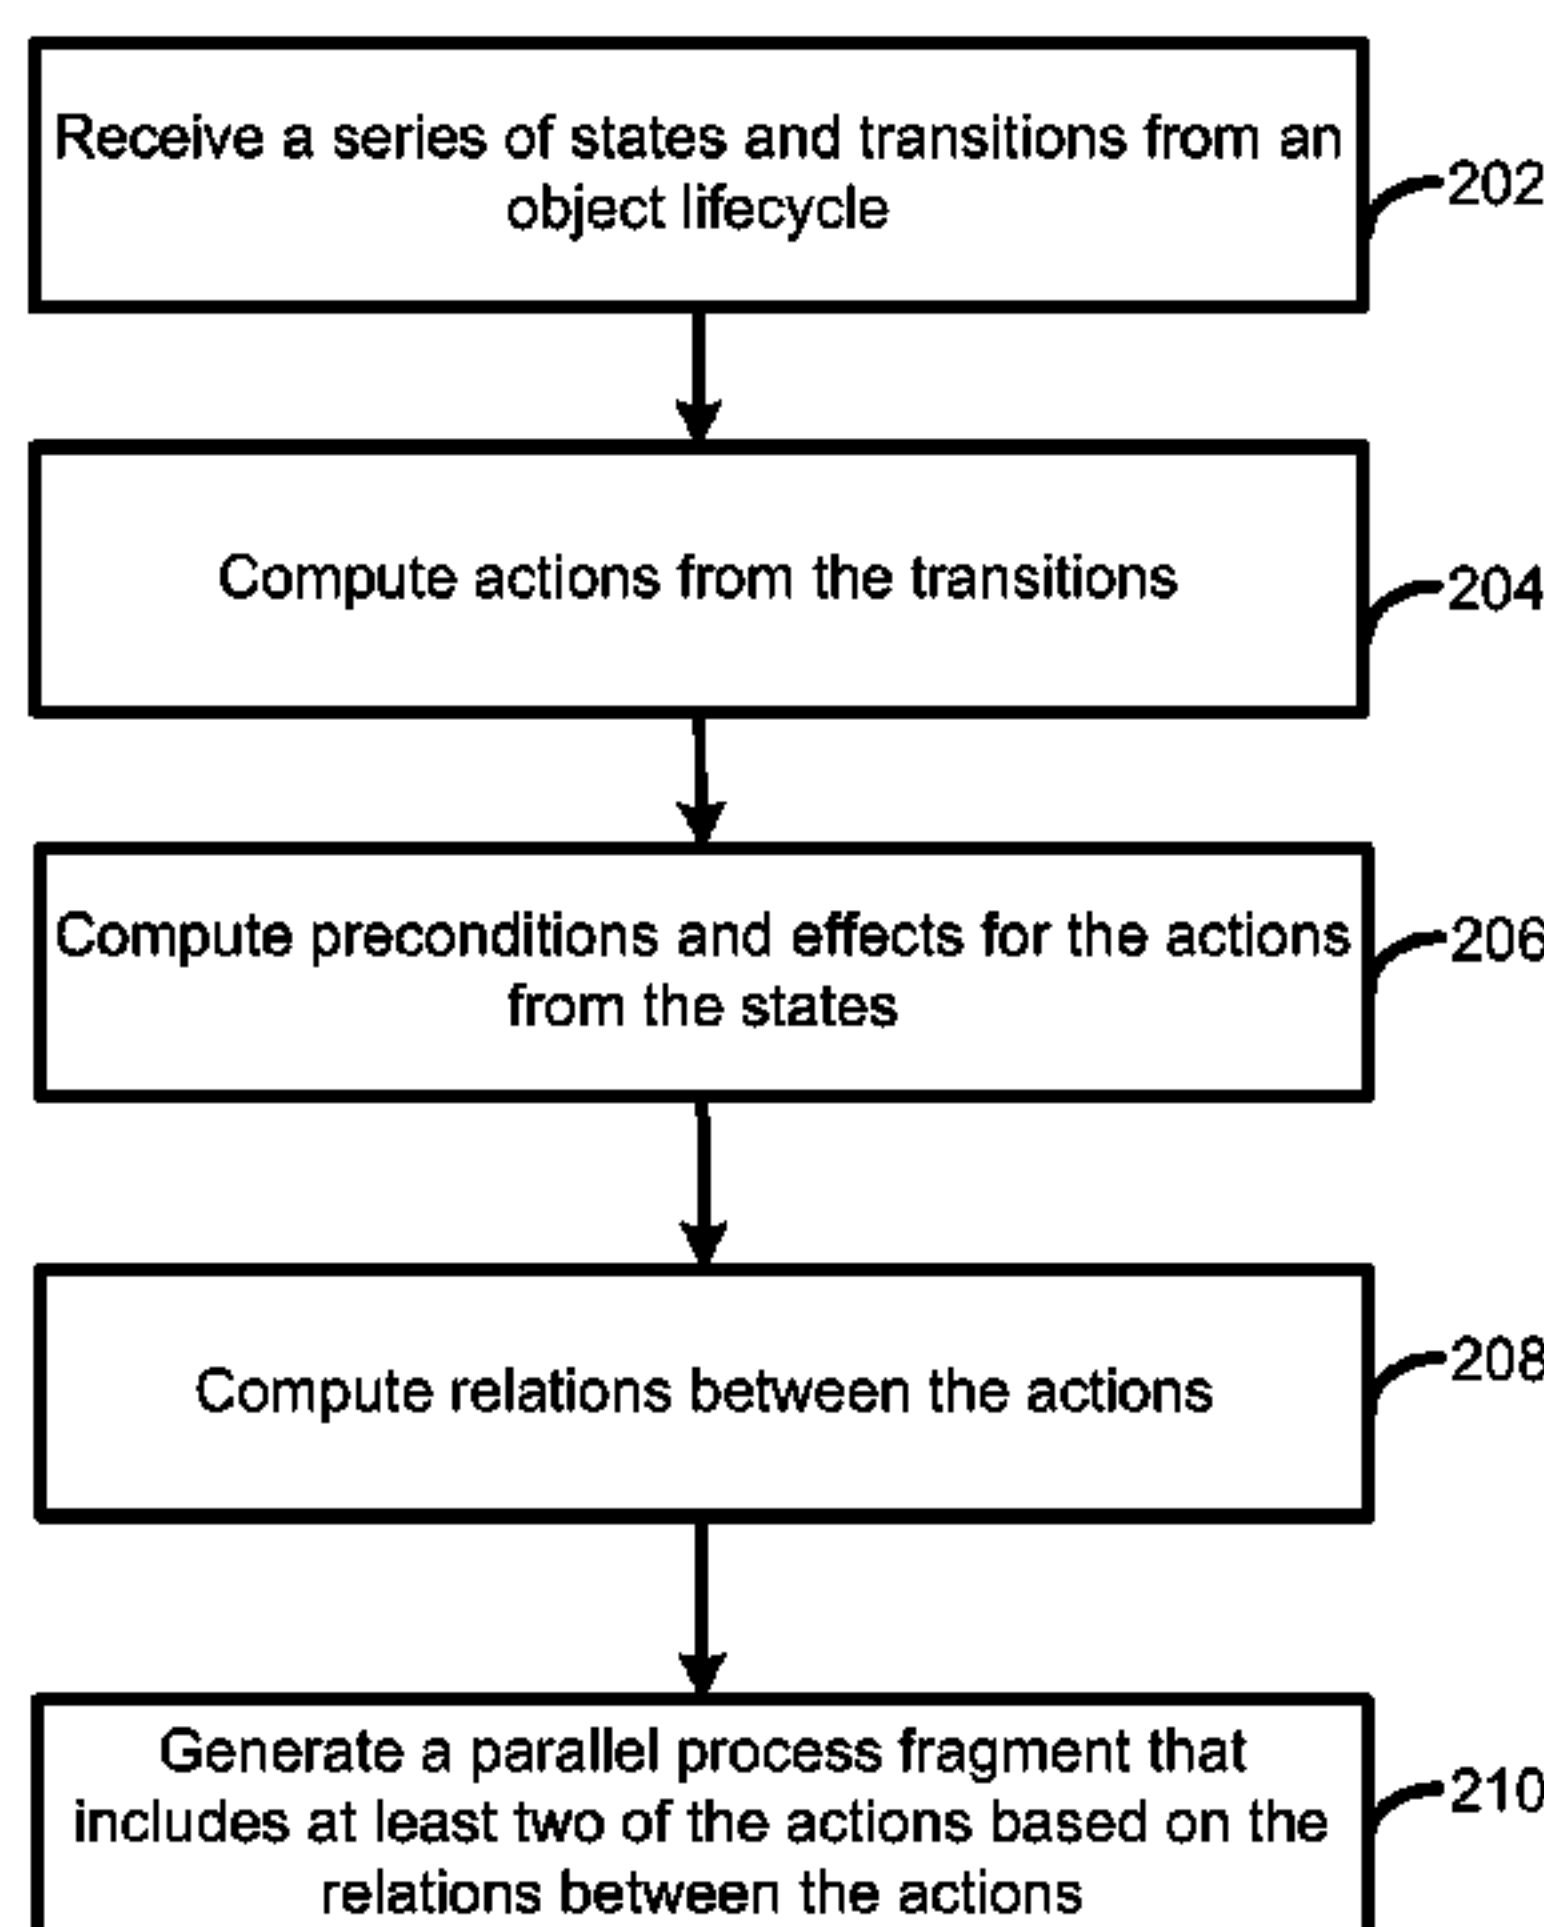 Receive a series of states and transitions from an
object lifecycle
202
Compute actions from the transitions
204
Compute preconditions and effects for the actions
from the states
206
Compute relations between the actions
208
Generate a parallel process fragment that
includes at least two of the actions based on the
relations between the actions
210